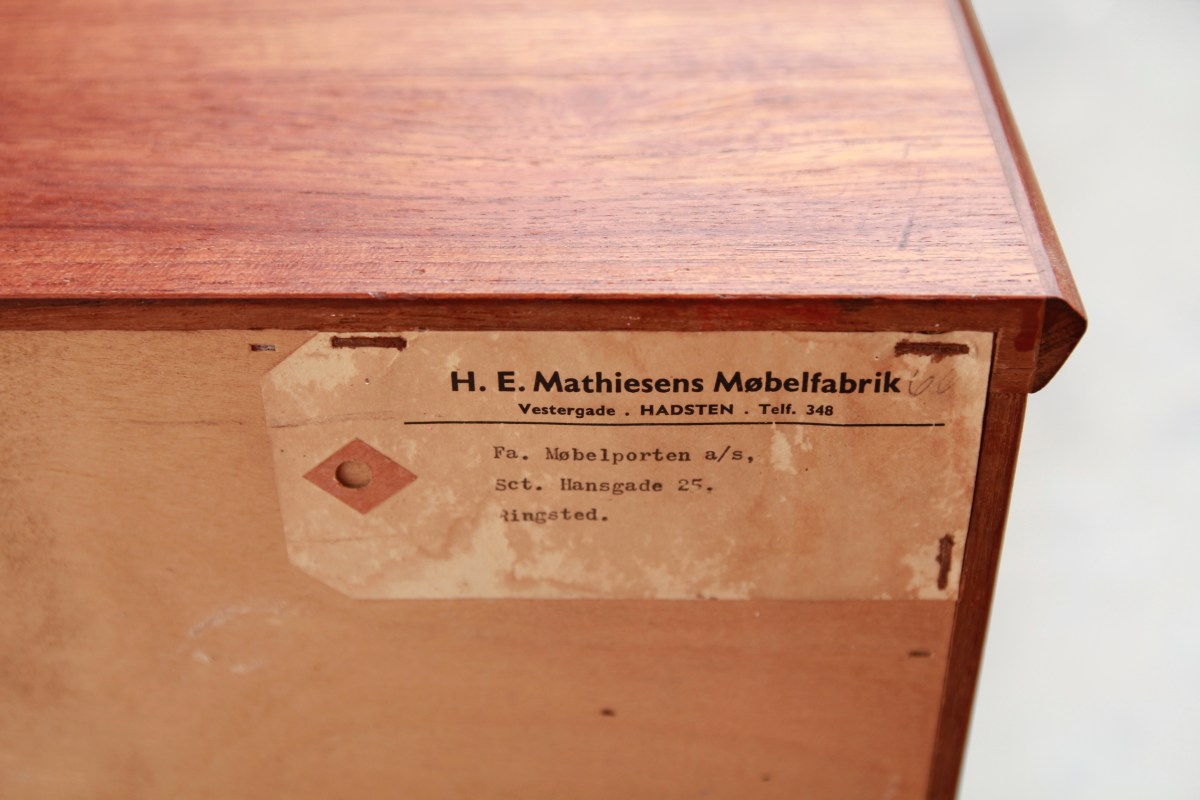 H. E. Mathiesens Møbelfabrik
Vestergade . HADSTEN . Telf. 348
Fa. Møbelporten a/s,
Sct. Hansgade 25.
Ringsted.